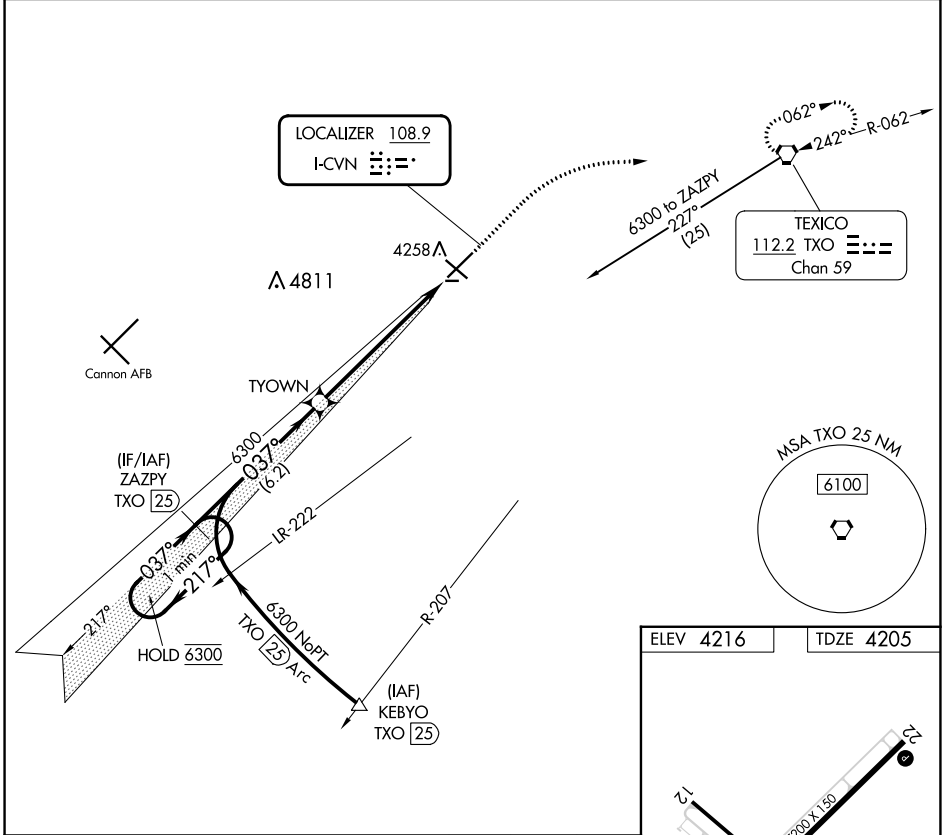 LOCALIZER 108.9
I-CVN
062°
242°
R-062
6300 to ZAZPY
227°
(25)
TEXICO
112.2 TXO
Chan 59
4258
4811
Cannon AFB
TYOWN
6300
037°
(6.2)
(IF/IAF)
ZAZPY
TXO 25
MSA TXO 25 NM
6100
LR-222
037°
1 min
217°
217°
R-207
HOLD 6300
6300 NoPT
TXO 25 Arc
(IAF)
KEBYO
TXO 25
ELEV 4216
TDZE 4205
22
P
12
200 X 150